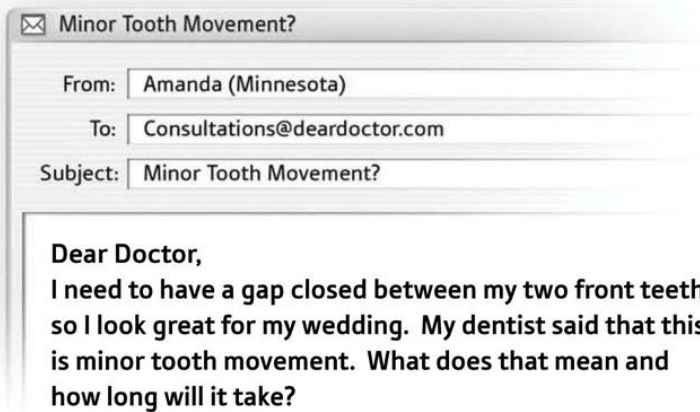 Minor Tooth Movement?
From: Amanda (Minnesota)
To: Consultations@deardoctor.com
Subject: Minor Tooth Movement?
Dear Doctor,
I need to have a gap closed between my two front teeth
so I look great for my wedding. My dentist said that this
is minor tooth movement. What does that mean and
how long will it take?